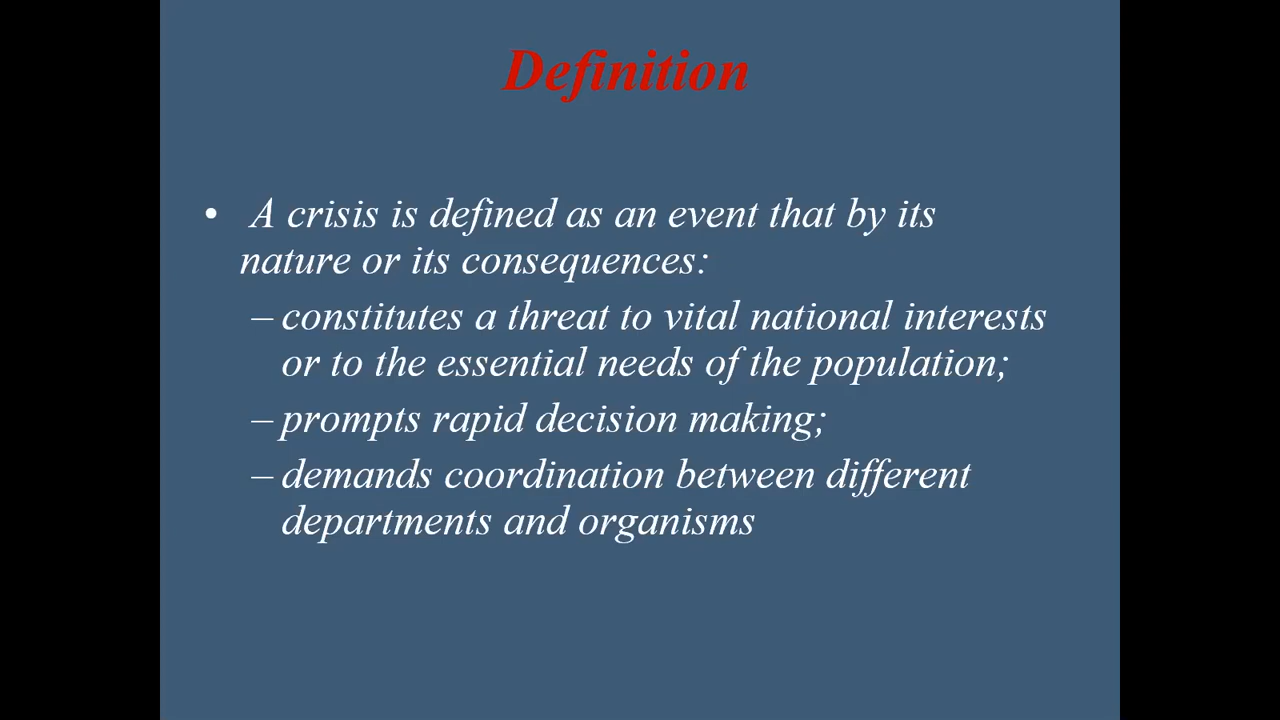 Definition
• A crisis is defined as an event that by its
nature or its consequences:
– constitutes a threat to vital national interests
or to the essential needs of the population;
– prompts rapid decision making;
– demands coordination between different
departments and organisms